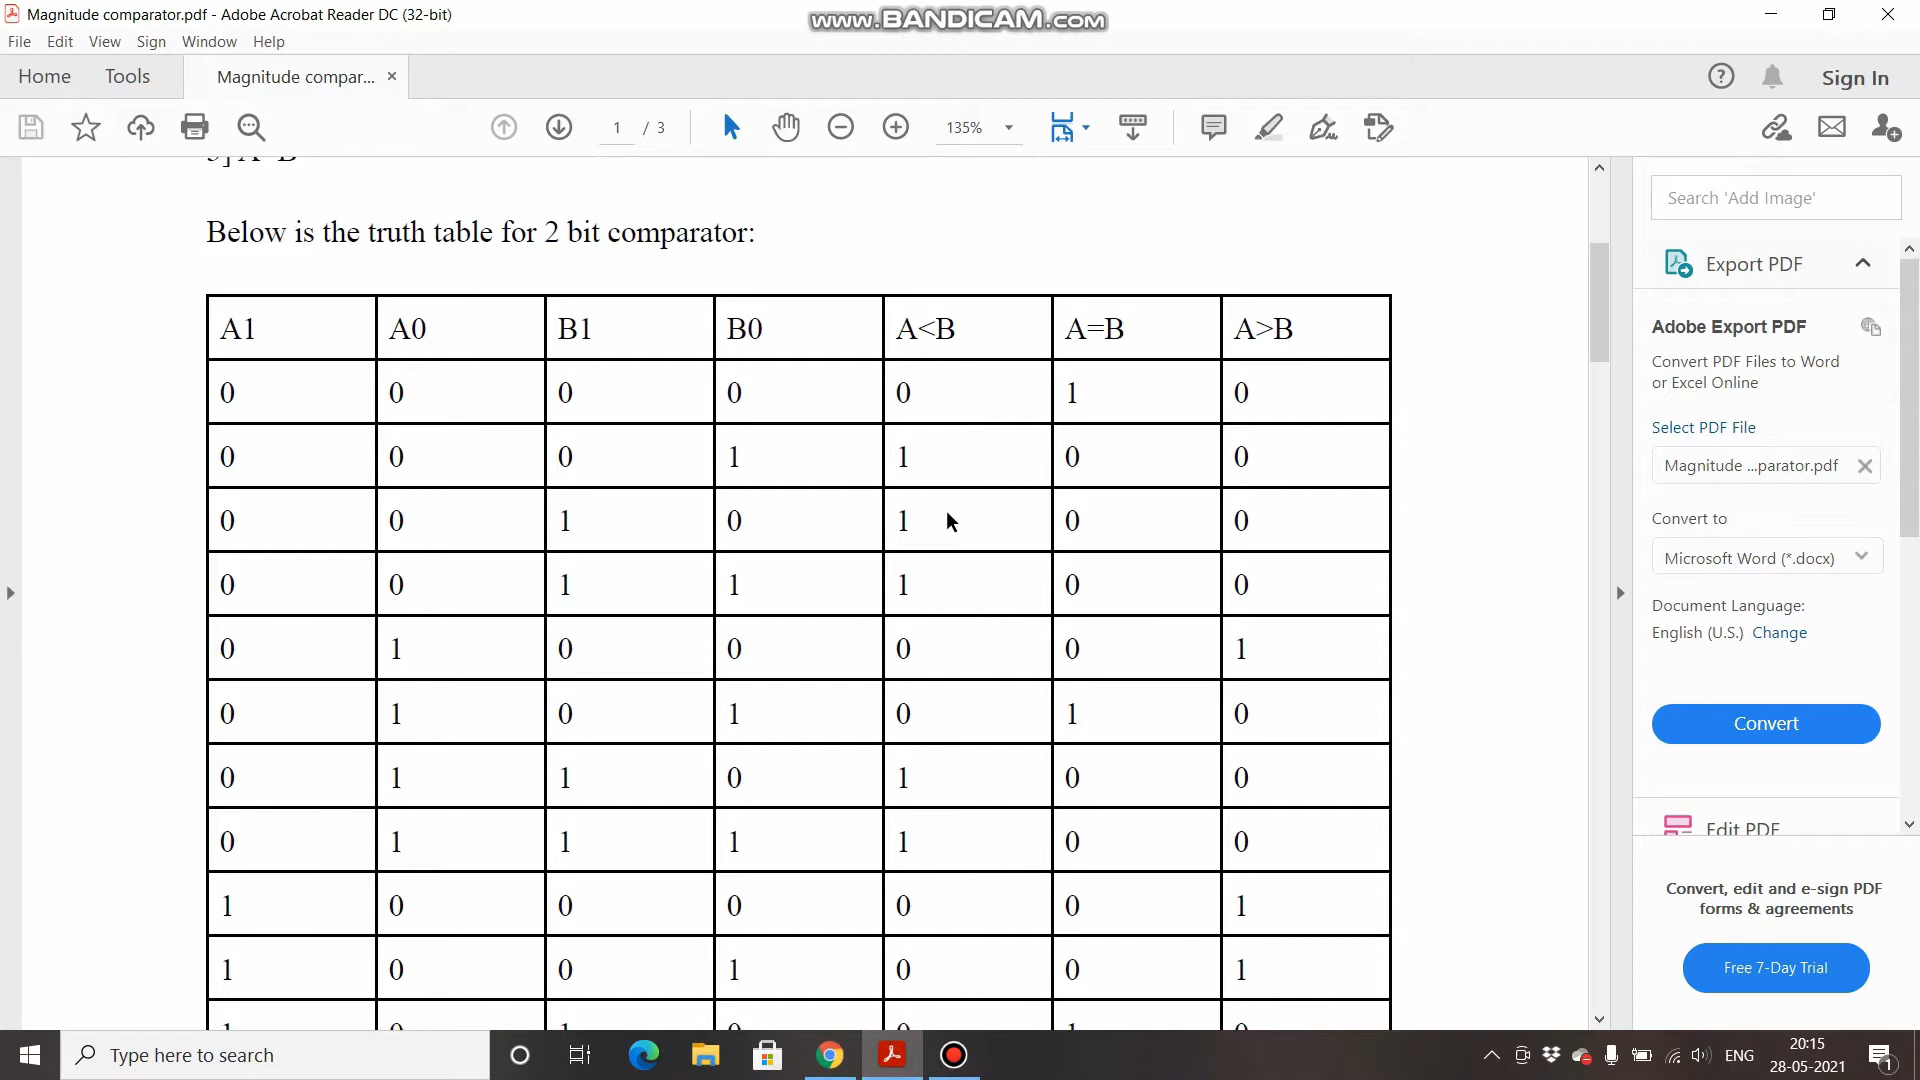 Magnitude comparator.pdf - Adobe Acrobat Reader DC (32-bit)
www.BANDICAM.com
File Edit View Sign Window Help
Home Tools Magnitude compar... ×
Sign In
1 / 3
135%
Below is the truth table for 2 bit comparator:
A1 A0 B1 B0 A<B A=B A>B
0 0 0 0 0 1 0
0 0 0 1 1 0 0
0 0 1 0 1 0 0
0 0 1 1 1 0 0
0 1 0 0 0 0 1
0 1 0 1 0 1 0
0 1 1 0 1 0 0
0 1 1 1 1 0 0
1 0 0 0 0 0 1
1 0 0 1 0 0 1
Search 'Add Image'
Export PDF
Adobe Export PDF
Convert PDF Files to Word
or Excel Online
Select PDF File
Magnitude ...parator.pdf
Convert to
Microsoft Word (*.docx)
Document Language:
English (U.S.) Change
Convert
Edit PDF
Convert, edit and e-sign PDF
forms & agreements
Free 7-Day Trial
Type here to search
ENG
20:15
28-05-2021
1